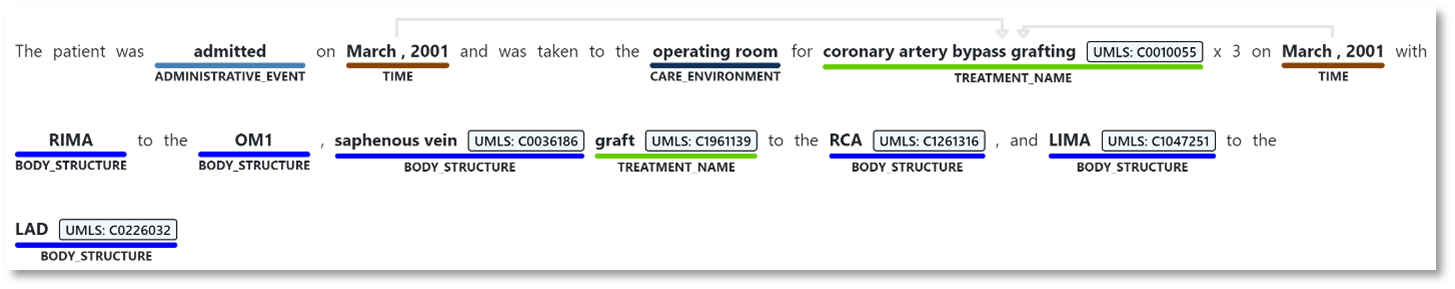 The patient was admitted on March , 2001 and was taken to the operating room for coronary artery bypass grafting UMLS: C0010055 x 3 on March , 2001 with
ADMINISTRATIVE_EVENT TIME CARE_ENVIRONMENT TREATMENT_NAME TIME
RIMA to the OM1 , saphenous vein UMLS: C0036186 graft UMLS: C1961139 to the RCA UMLS: C1261316 , and LIMA UMLS: C1047251 to the
BODY_STRUCTURE BODY_STRUCTURE BODY_STRUCTURE TREATMENT_NAME BODY_STRUCTURE BODY_STRUCTURE
LAD UMLS: C0226032
BODY_STRUCTURE